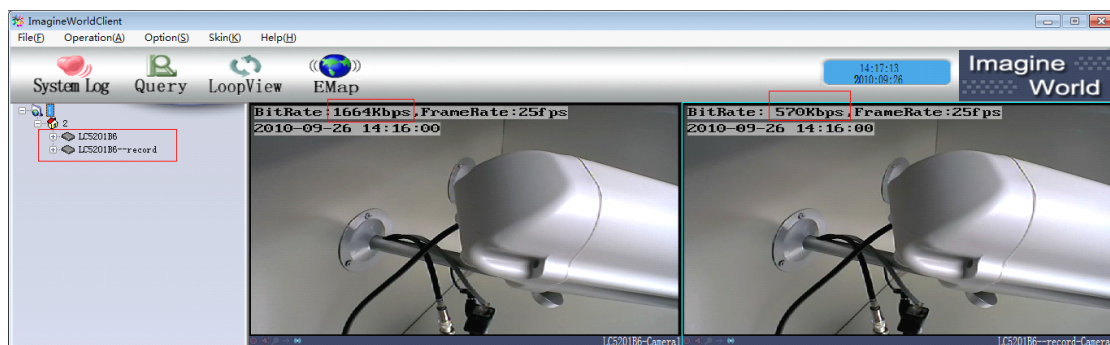 ImagineWorldClient
File(F) Operation(A) Option(S) Skin(K) Help(H)
System Log Query LoopView EMap
14:17:13
2010:09:26
Imagine
World
2
LC5201B6
LC5201B6--record
BitRate:1664Kbps,FrameRate:25fps
2010-09-26 14:16:00
BitRate: 570Kbps,FrameRate:25fps
2010-09-26 14:16:00
LC5201B6-Camera1
LC5201B6--record-Camera